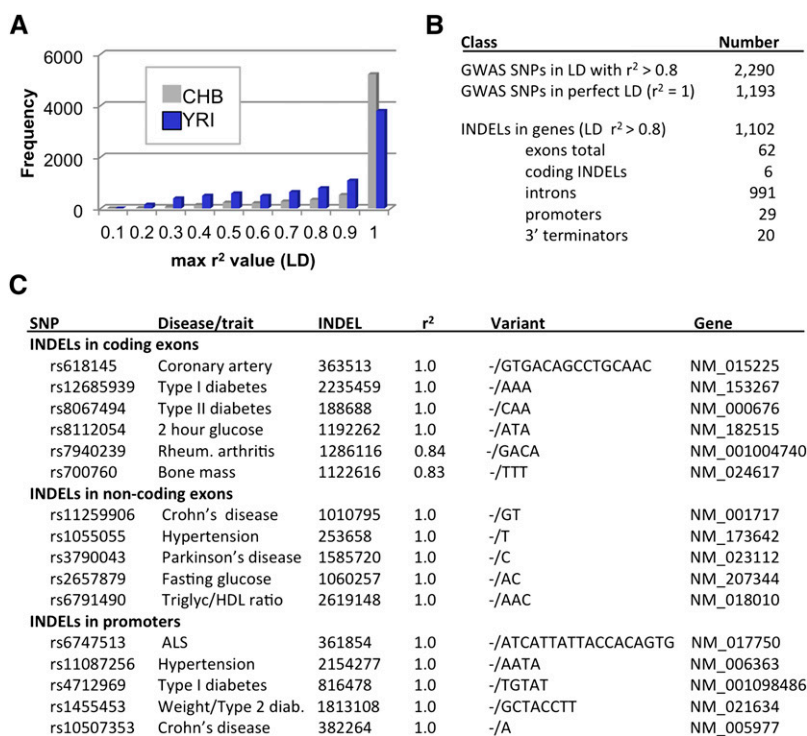 A
6000
4000
2000
0
Frequency
CHB
YRI
0.1 0.2 0.3 0.4 0.5 0.6 0.7 0.8 0.9 1
max r² value (LD)
B
Class Number
GWAS SNPs in LD with r² > 0.8 2,290
GWAS SNPs in perfect LD (r² = 1) 1,193
INDELs in genes (LD r² > 0.8) 1,102
exons total 62
coding INDELs 6
introns 991
promoters 29
3' terminators 20
C
SNP Disease/trait INDEL r² Variant Gene
INDELs in coding exons
rs618145 Coronary artery 363513 1.0 -/GTGACAGCCTGCAAC NM_015225
rs12685939 Type I diabetes 2235459 1.0 -/AAA NM_153267
rs8067494 Type II diabetes 188688 1.0 -/CAA NM_000676
rs8112054 2 hour glucose 1192262 1.0 -/ATA NM_182515
rs7940239 Rheum. arthritis 1286116 0.84 -/GACA NM_001004740
rs700760 Bone mass 1122616 0.83 -/TTT NM_024617
INDELs in non-coding exons
rs11259906 Crohn's disease 1010795 1.0 -/GT NM_001717
rs1055055 Hypertension 253658 1.0 -/T NM_173642
rs3790043 Parkinson's disease 1585720 1.0 -/C NM_023112
rs2657879 Fasting glucose 1060257 1.0 -/AC NM_207344
rs6791490 Triglyc/HDL ratio 2619148 1.0 -/AAC NM_018010
INDELs in promoters
rs6747513 ALS 361854 1.0 -/ATCATTATTACCACAGTG NM_017750
rs11087256 Hypertension 2154277 1.0 -/AATA NM_006363
rs4712969 Type I diabetes 816478 1.0 -/TGTAT NM_001098486
rs1455453 Weight/Type 2 diab. 1813108 1.0 -/GCTACCTT NM_021634
rs10507353 Crohn's disease 382264 1.0 -/A NM_005977